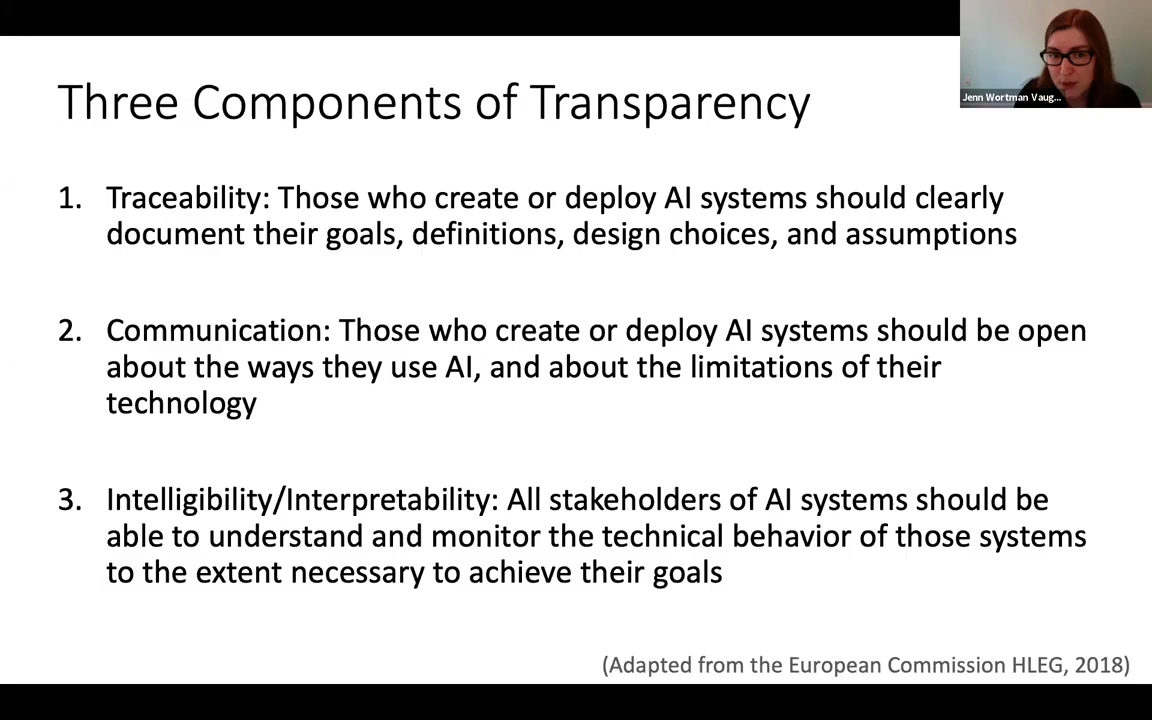 Jenn Wortman Vaug...
Three Components of Transparency
1. Traceability: Those who create or deploy AI systems should clearly
document their goals, definitions, design choices, and assumptions
2. Communication: Those who create or deploy AI systems should be open
about the ways they use AI, and about the limitations of their
technology
3. Intelligibility/Interpretability: All stakeholders of AI systems should be
able to understand and monitor the technical behavior of those systems
to the extent necessary to achieve their goals
(Adapted from the European Commission HLEG, 2018)